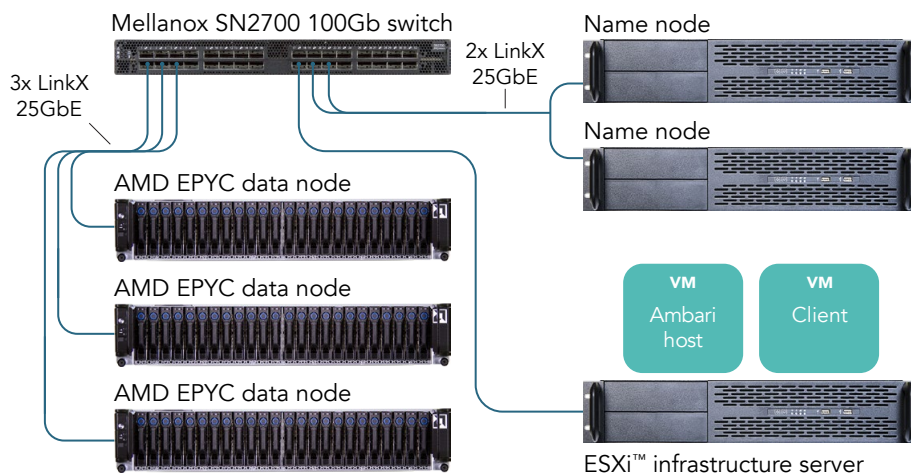 Mellanox SN2700 100Gb switch
Name node
2x LinkX
25GbE
3x LinkX
25GbE
Name node
AMD EPYC data node
AMD EPYC data node
VM
Ambari
host
VM
Client
AMD EPYC data node
ESXi™ infrastructure server